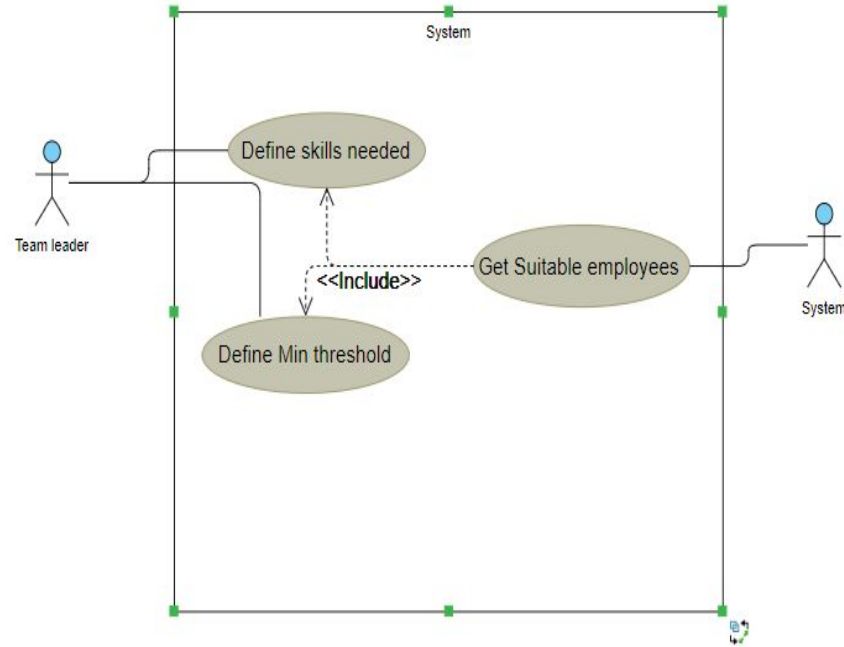 System
Define skills needed
Team leader
Get Suitable employees
<<Include>>
System
Define Min threshold